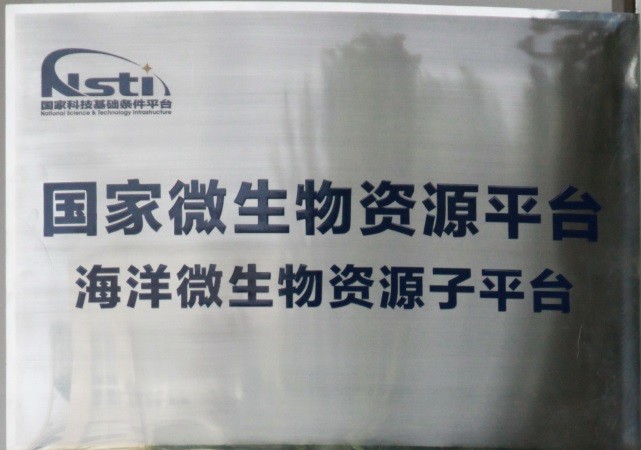 Nsti
国家科技基础条件平台
National Science & Technology Infrastructure
国家微生物资源平台
海洋微生物资源子平台